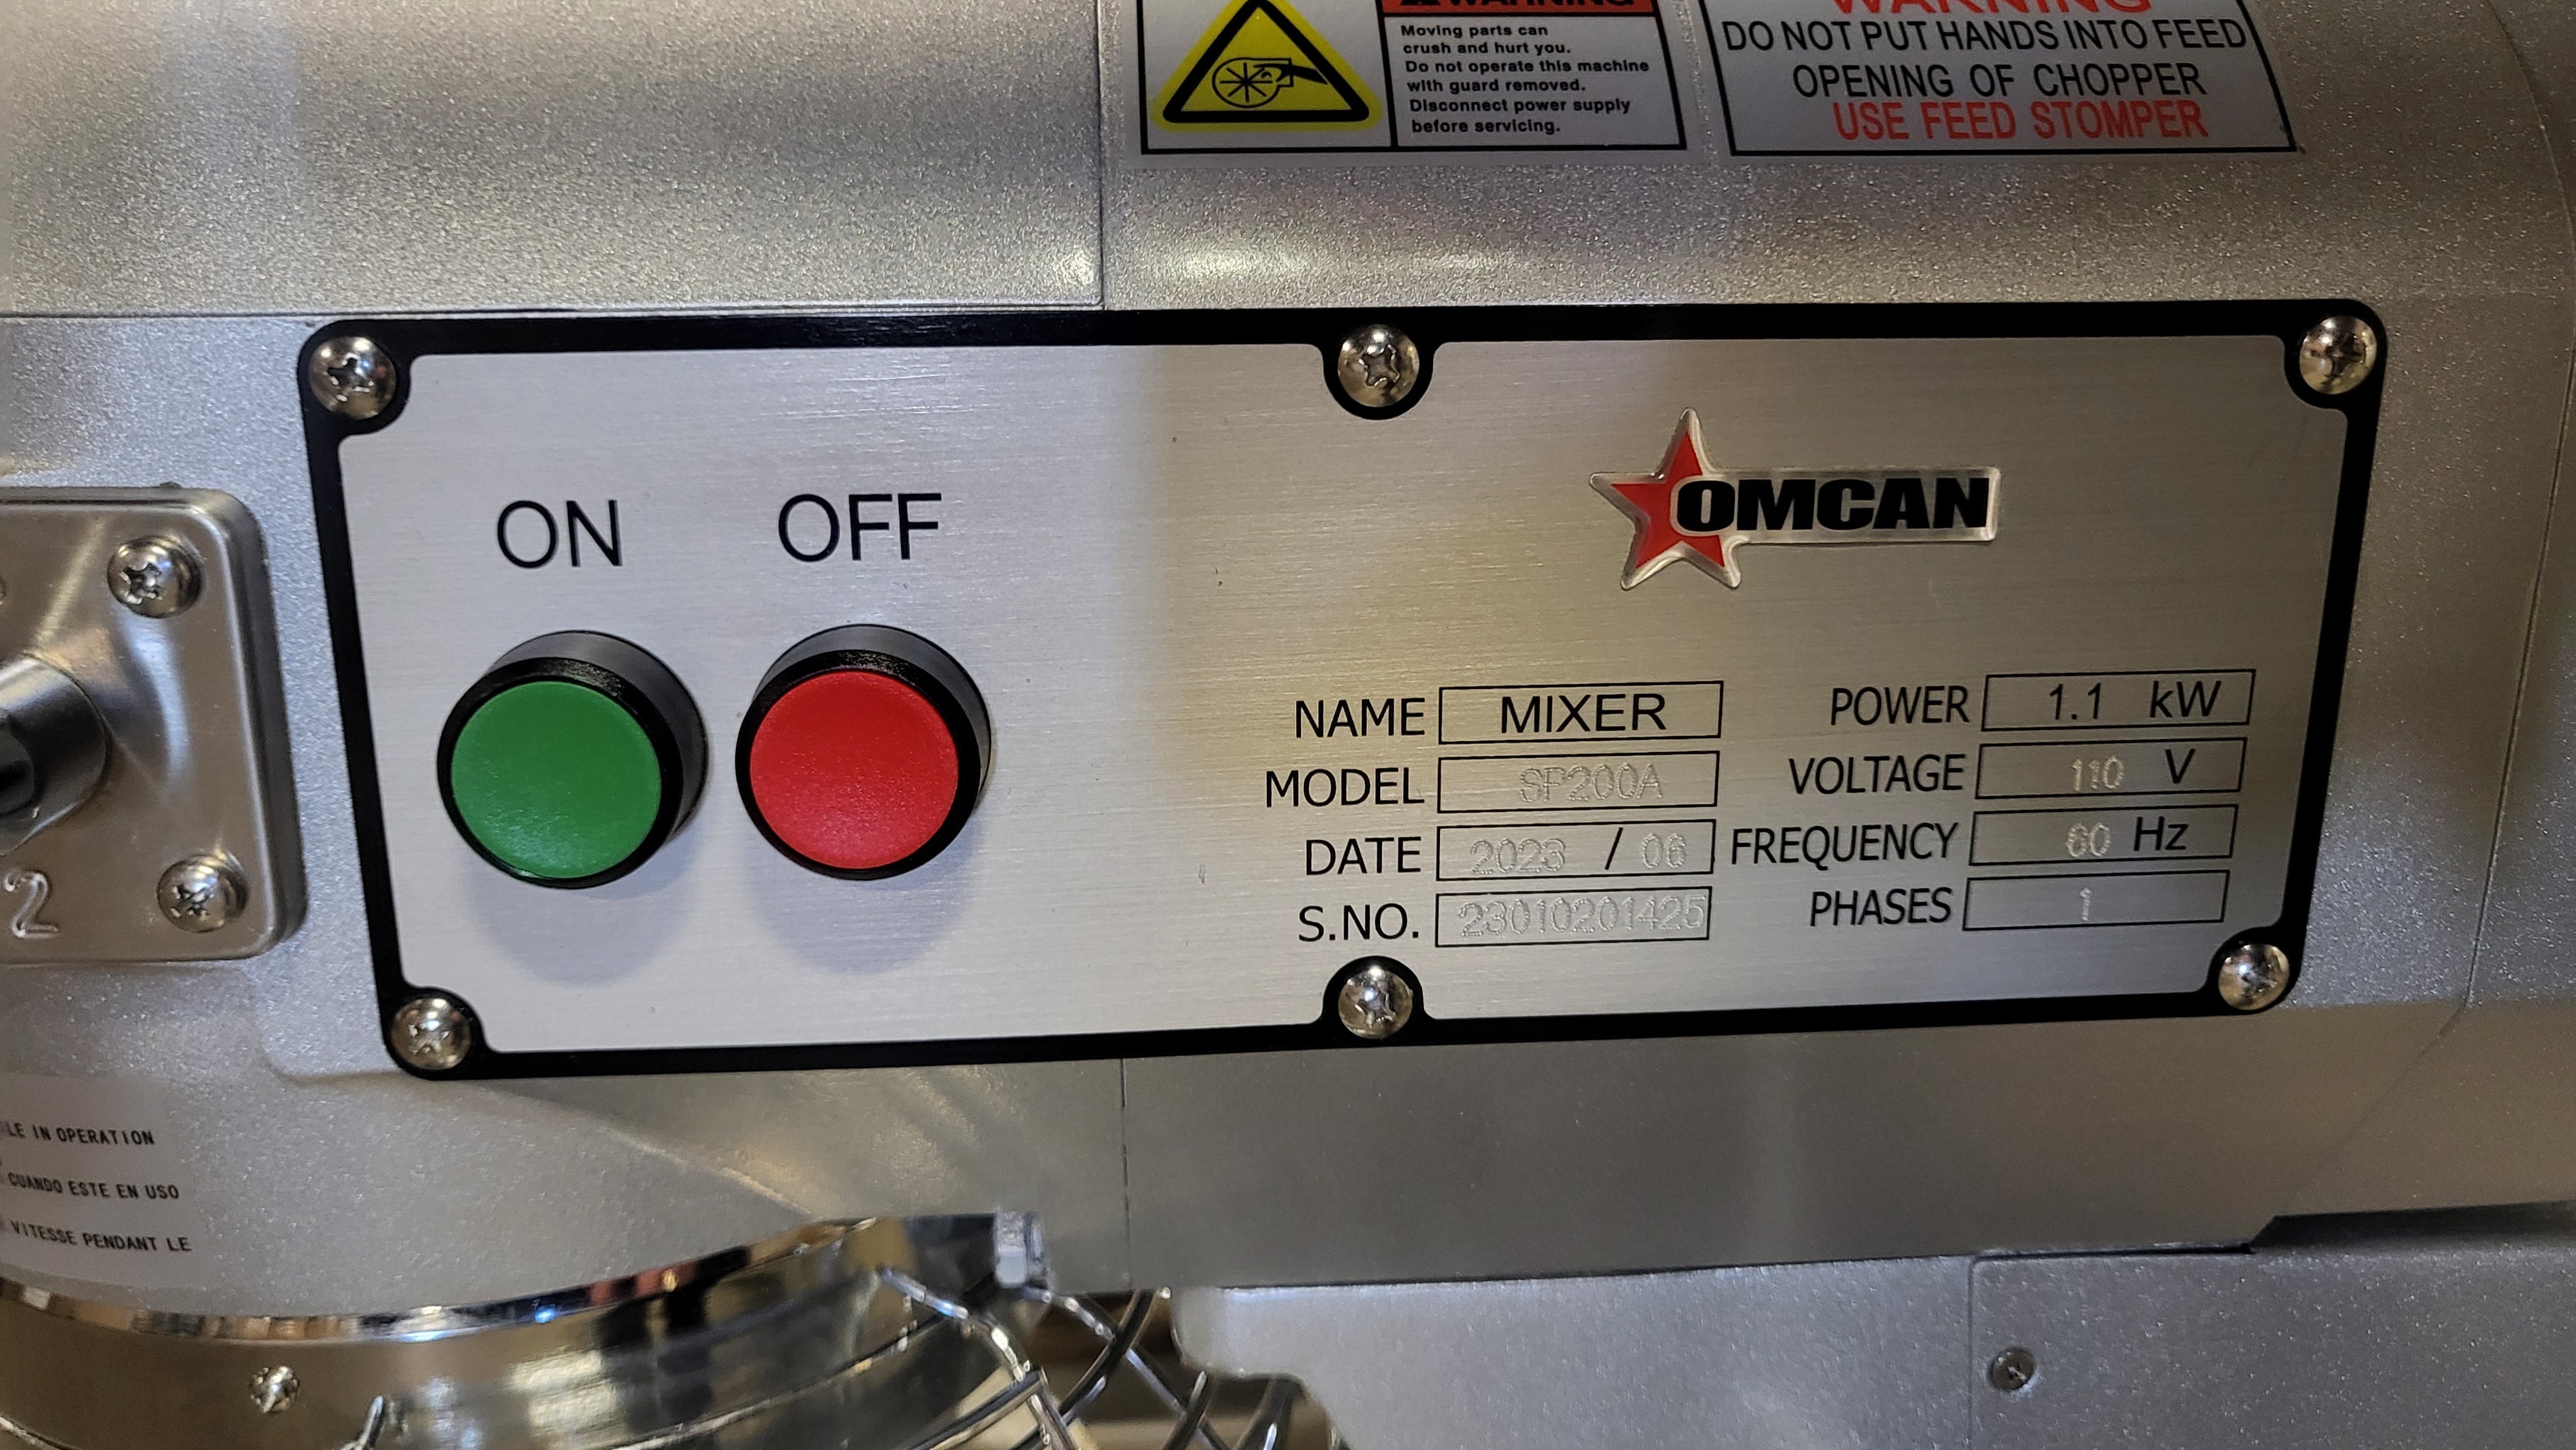 WARNING
Moving parts can
crush and hurt you.
Do not operate this machine
with guard removed.
Disconnect power supply
before servicing.
WARNING
DO NOT PUT HANDS INTO FEED
OPENING OF CHOPPER
USE FEED STOMPER
ON OFF
OMCAN
NAME MIXER
MODEL SP200A
DATE 2023 / 06
S.NO. 23010201425
POWER 1.1 kW
VOLTAGE 110 V
FREQUENCY 60 Hz
PHASES 1
2
IN OPERATION
CUANDO ESTE EN USO
VITESSE PENDANT LE